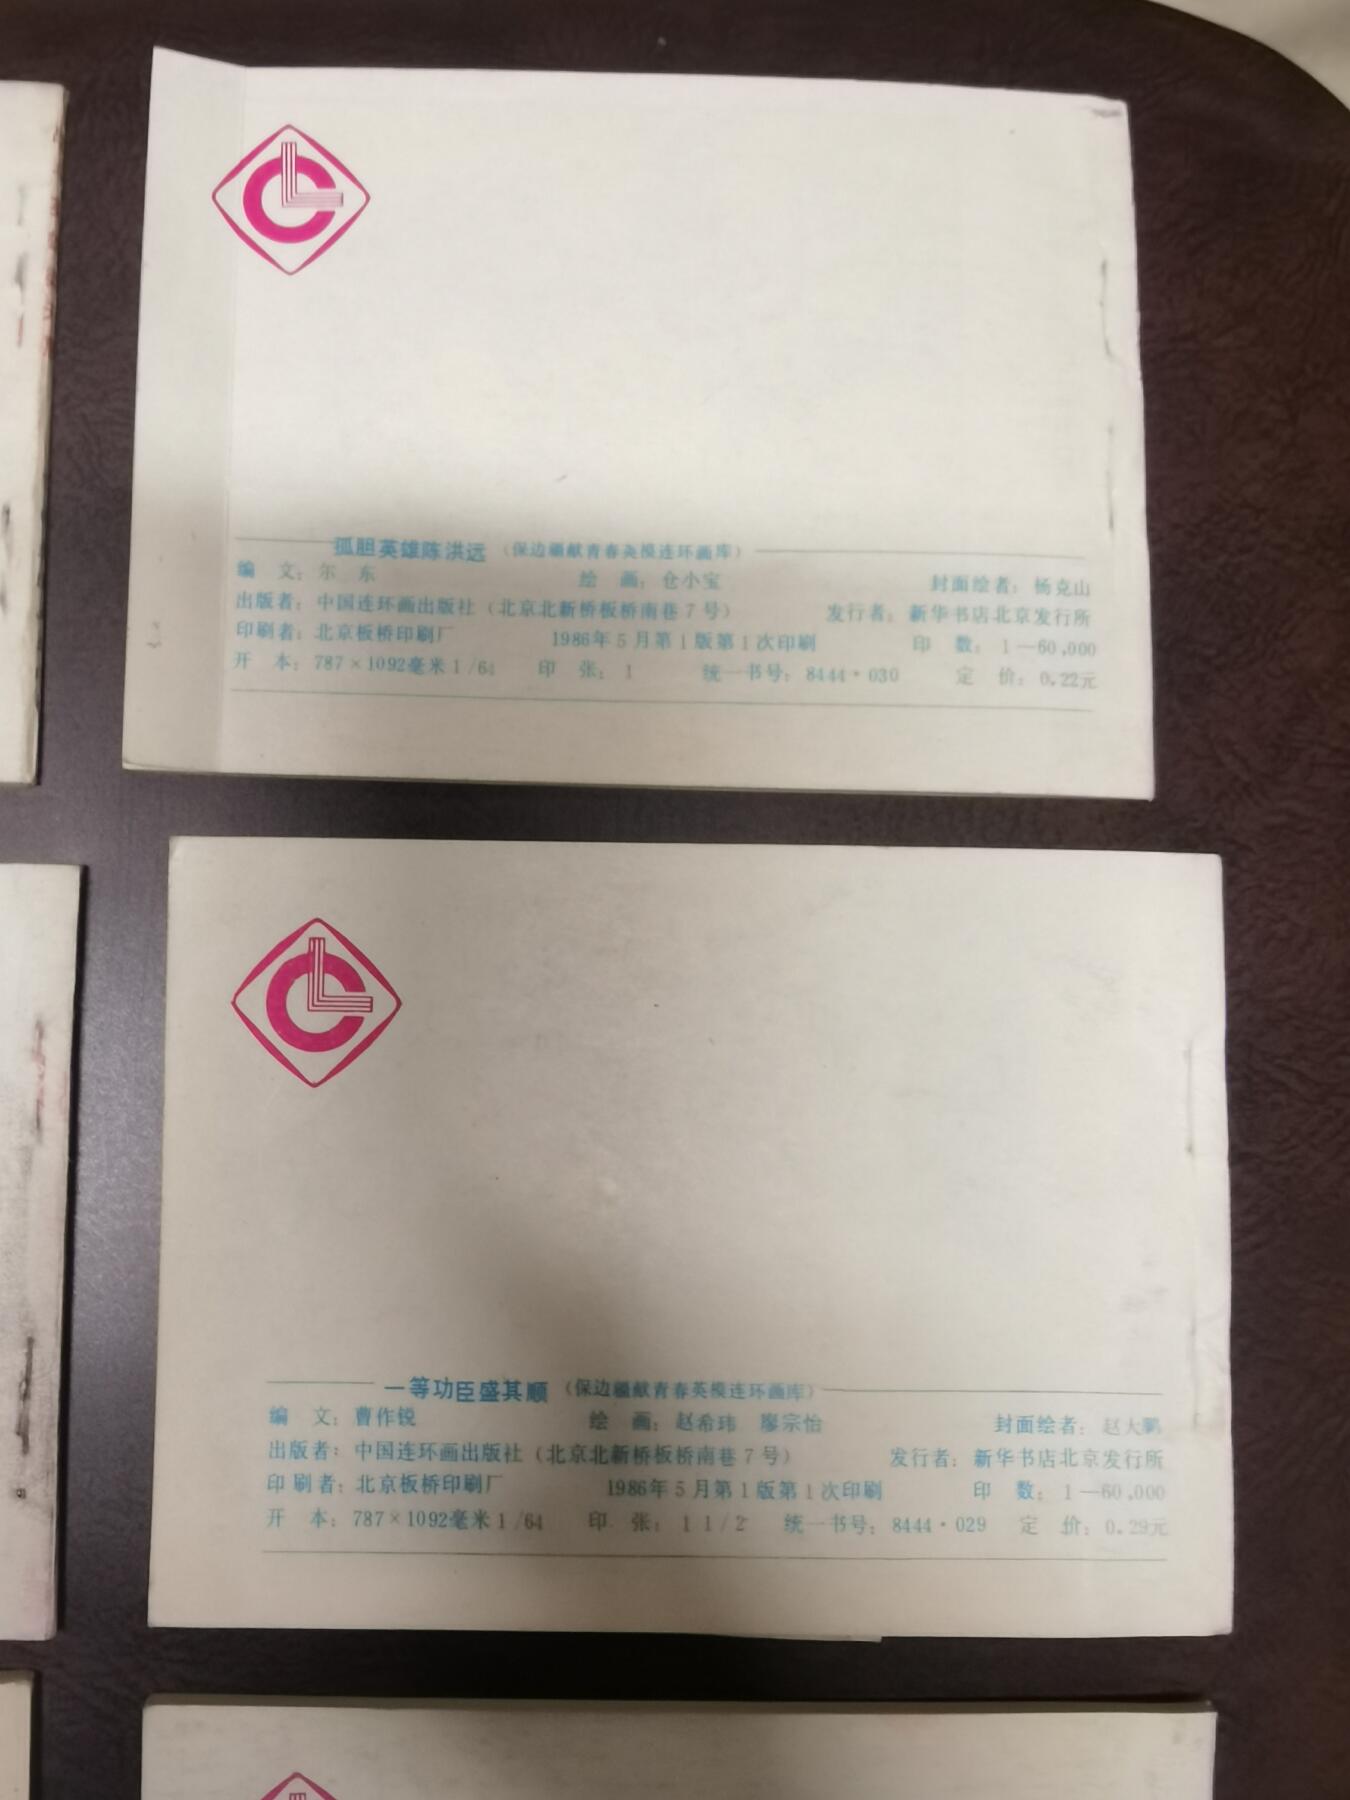 孤胆英雄陈洪远 (保边疆献青春英模连环画库)
编 文：尔 东 绘 画：仓小宝 封面绘者：杨克山
出版者：中国连环画出版社（北京北新桥板桥南巷7号） 发行者：新华书店北京发行所
印刷者：北京板桥印刷厂 1986年5月第1版第1次印刷 印 数：1—60,000
开 本：787×1092毫米1/64 印 张：1 统一书号：8444·030 定 价：0.22元
一等功臣盛其顺 (保边疆献青春英模连环画库)
编 文：曹作锐 绘 画：赵希玮 廖宗怡 封面绘者：赵大鹏
出版者：中国连环画出版社（北京北新桥板桥南巷7号） 发行者：新华书店北京发行所
印刷者：北京板桥印刷厂 1986年5月第1版第1次印刷 印 数：1—60,000
开 本：787×1092毫米1/64 印 张：1 1/2 统一书号：8444·029 定 价：0.29元